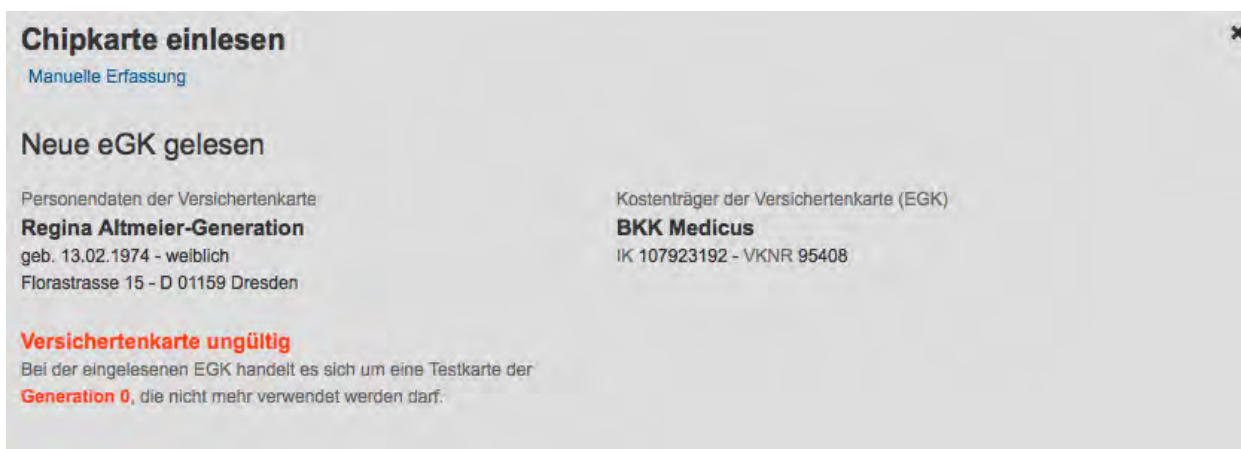 Chipkarte einlesen
Manuelle Erfassung
Neue eGK gelesen
Personendaten der Versichertenkarte
Regina Altmeier-Generation
geb. 13.02.1974 - weiblich
Florastrasse 15 - D 01159 Dresden
Kostenträger der Versichertenkarte (EGK)
BKK Medicus
IK 107923192 - VKNR 95408
Versichertenkarte ungültig
Bei der eingelesenen EGK handelt es sich um eine Testkarte der
Generation 0, die nicht mehr verwendet werden darf.